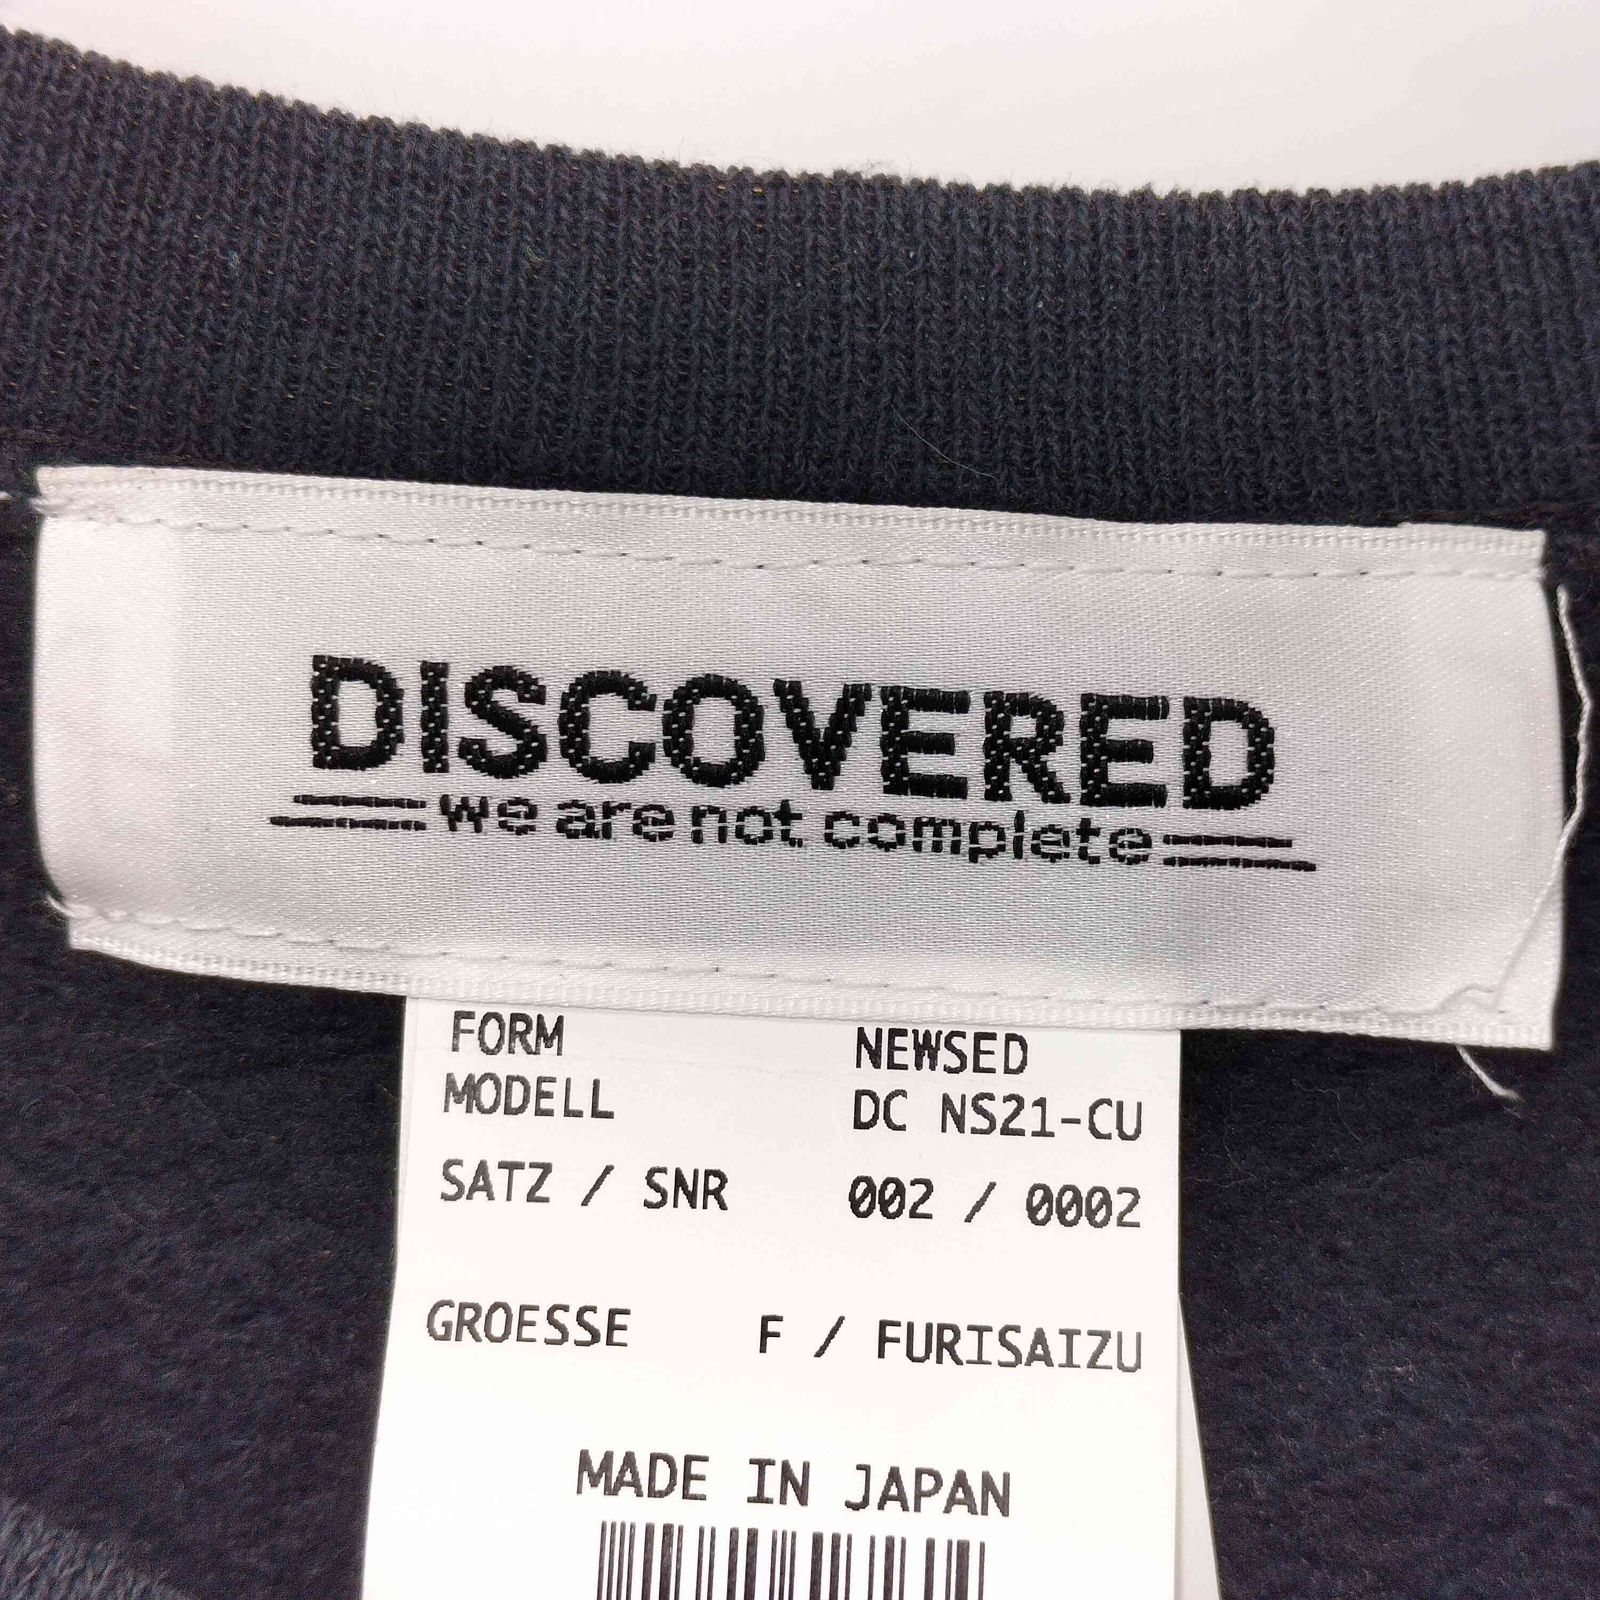 DISCOVERED
we are not complete
FORM NEWSED
MODELL DC NS21-CU
SATZ / SNR 002 / 0002
GROESSE F / FURISAIZU
MADE IN JAPAN